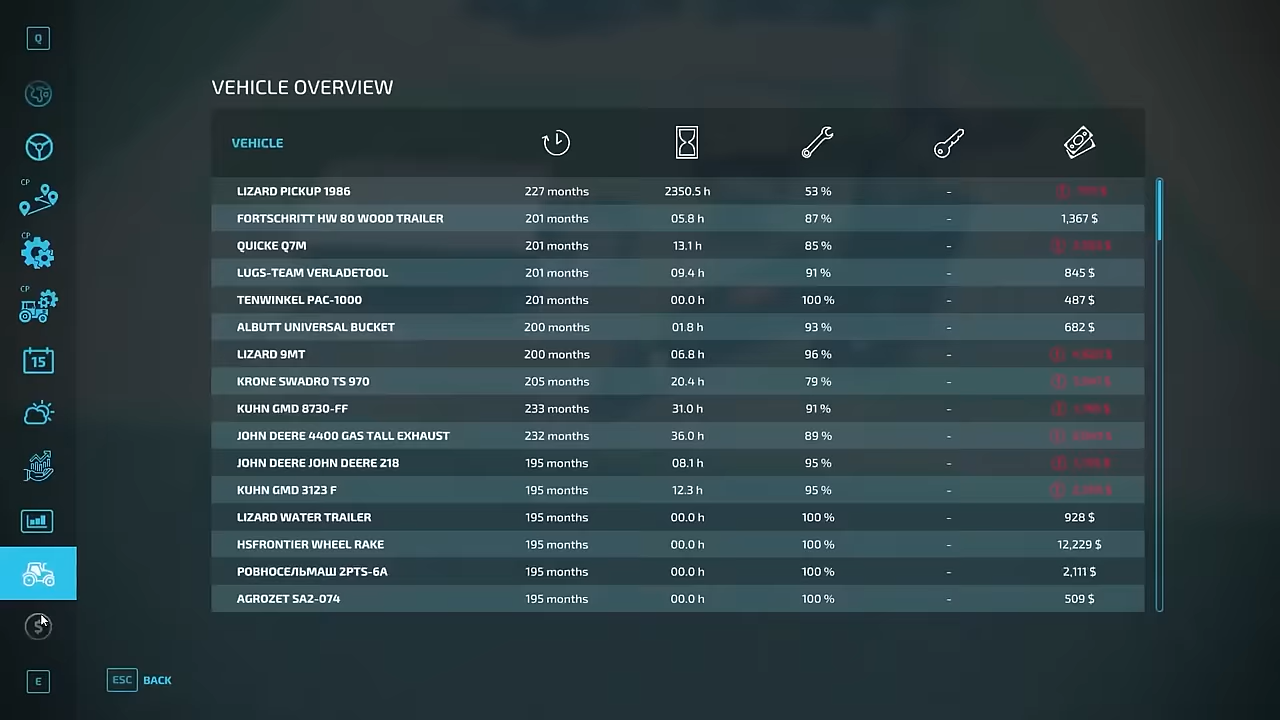 Q
VEHICLE OVERVIEW
VEHICLE
LIZARD PICKUP 1986 227 months 2350.5 h 53 % -
FORTSCHRITT HW 80 WOOD TRAILER 201 months 05.8 h 87 % - 1,367 $
CP
QUICKE Q7M 201 months 13.1 h 85 % -
CP
LUGS-TEAM VERLADETOOL 201 months 09.4 h 91 % - 845 $
CP
TENWINKEL PAC-1000 201 months 00.0 h 100 % - 487 $
ALBUTT UNIVERSAL BUCKET 200 months 01.8 h 93 % - 682 $
LIZARD 9MT 200 months 06.8 h 96 % -
15
KRONE SWADRO TS 970 205 months 20.4 h 79 % -
KUHN GMD 8730-FF 233 months 31.0 h 91 % -
JOHN DEERE 4400 GAS TALL EXHAUST 232 months 36.0 h 89 % -
JOHN DEERE JOHN DEERE 218 195 months 08.1 h 95 % -
KUHN GMD 3123 F 195 months 12.3 h 95 % -
LIZARD WATER TRAILER 195 months 00.0 h 100 % - 928 $
HSFRONTIER WHEEL RAKE 195 months 00.0 h 100 % - 12,229 $
РОВНОСЕЛЬМАШ 2PTS-6A 195 months 00.0 h 100 % - 2,111 $
AGROZET SA2-074 195 months 00.0 h 100 % - 509 $
$
E
ESC BACK